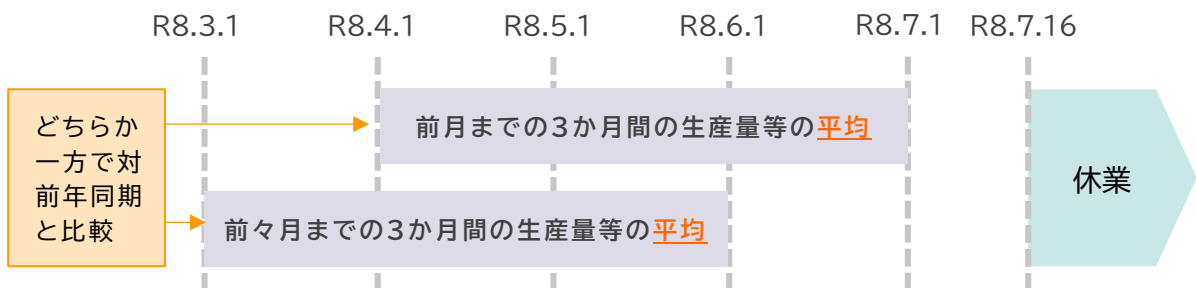 R8.3.1 R8.4.1 R8.5.1 R8.6.1 R8.7.1 R8.7.16
どちらか
一方で対
前年同期
と比較
前月までの3か月間の生産量等の平均
前々月までの3か月間の生産量等の平均
休業